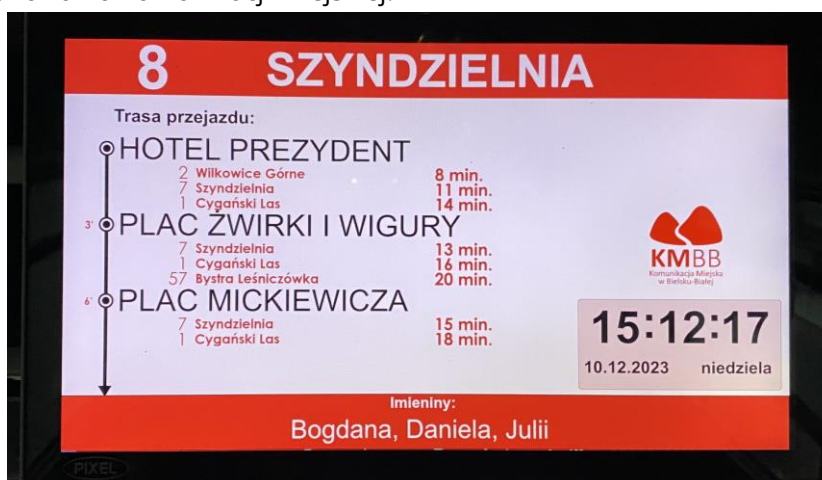 8 SZYNDZIELNIA
Trasa przejazdu:
HOTEL PREZYDENT
2 Wilkowice Górne 8 min.
7 Szyndzielnia 11 min.
1 Cygański Las 14 min.
3' PLAC ŻWIRKI I WIGURY
7 Szyndzielnia 13 min.
1 Cygański Las 16 min.
57 Bystra Leśniczówka 20 min.
6' PLAC MICKIEWICZA
7 Szyndzielnia 15 min.
1 Cygański Las 18 min.
KMBB
Komunikacja Miejska
w Bielsku-Białej
15:12:17
10.12.2023 niedziela
Imieniny:
Bogdana, Daniela, Julii
PIXEL